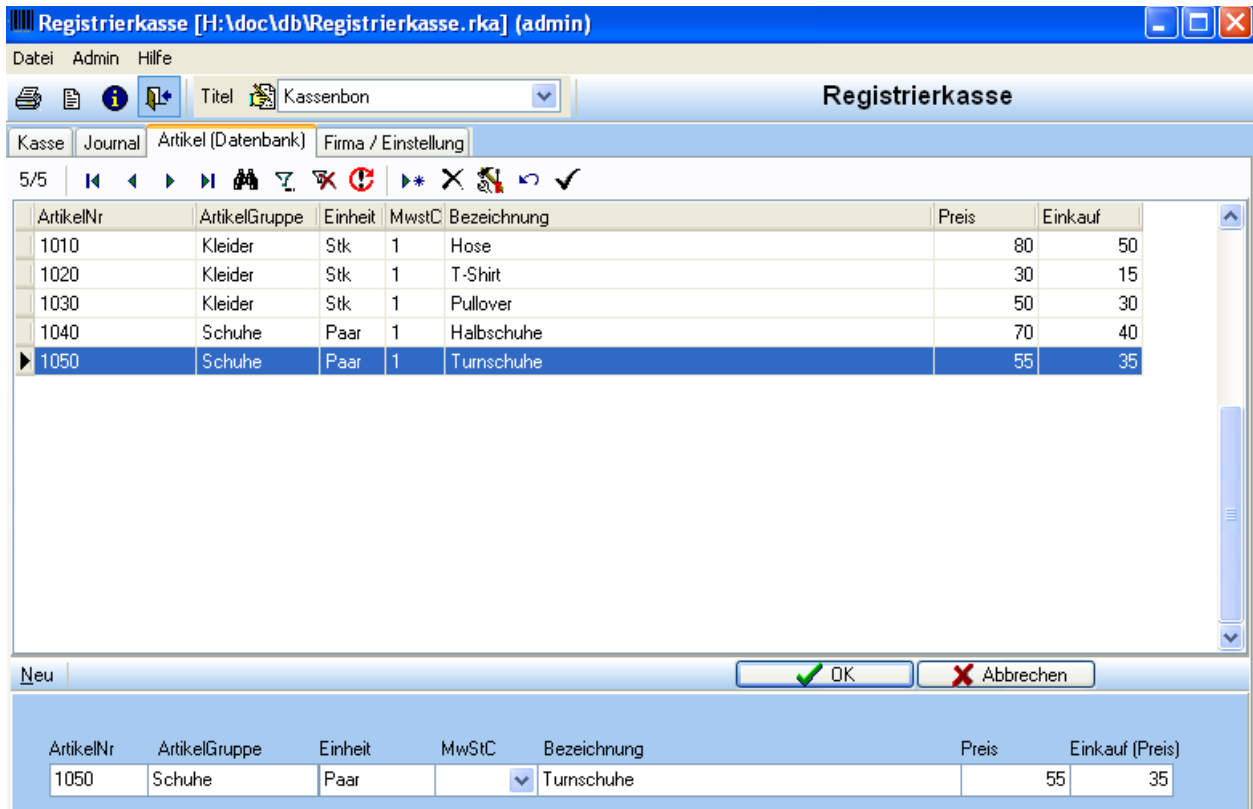 Registrierkasse [H:\doc\db\Registrierkasse.rka] (admin)
Datei Admin Hilfe
Titel Kassenbon Registrierkasse
Kasse Journal Artikel (Datenbank) Firma / Einstellung
5/5
ArtikelNr ArtikelGruppe Einheit MwstC Bezeichnung Preis Einkauf
1010 Kleider Stk 1 Hose 80 50
1020 Kleider Stk 1 T-Shirt 30 15
1030 Kleider Stk 1 Pullover 50 30
1040 Schuhe Paar 1 Halbschuhe 70 40
1050 Schuhe Paar 1 Turnschuhe 55 35
Neu OK Abbrechen
ArtikelNr ArtikelGruppe Einheit MwStC Bezeichnung Preis Einkauf (Preis)
1050 Schuhe Paar Turnschuhe 55 35